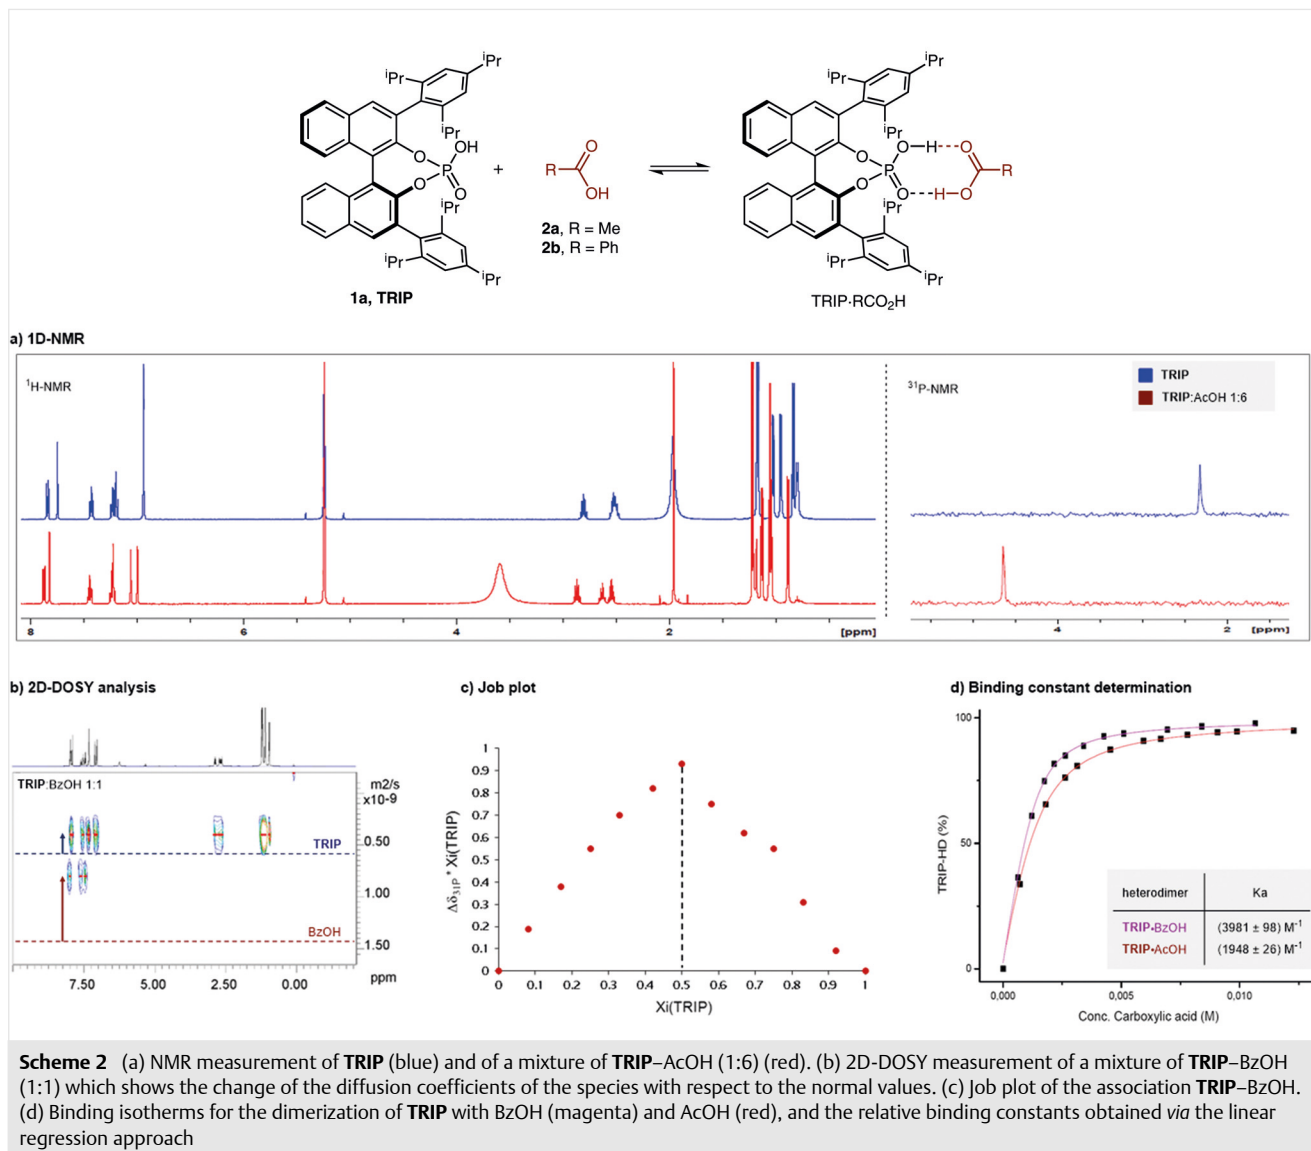 iPr
iPr
iPr
iPr
iPr
iPr
O
OH
P
O
O
+
R
O
OH
2a, R = Me
2b, R = Ph
1a, TRIP
iPr
iPr
iPr
iPr
iPr
iPr
O
O
P
O
H
O
O
H
O
R
TRIP·RCO2H
a) 1D-NMR
1H-NMR
31P-NMR
TRIP
TRIP:AcOH 1:6
8 6 4 2 [ppm]
4 2 [ppm]
b) 2D-DOSY analysis
TRIP:BzOH 1:1
m2/s
x10-9
TRIP
0.50
1.00
BzOH
1.50
ppm
7.50 5.00 2.50 0.00
c) Job plot
Δδ31P * Xi(TRIP)
1
0.9
0.8
0.7
0.6
0.5
0.4
0.3
0.2
0.1
0
0 0.1 0.2 0.3 0.4 0.5 0.6 0.7 0.8 0.9 1
Xi(TRIP)
d) Binding constant determination
TRIP-HD (%)
100
50
0
heterodimer Ka
TRIP•BzOH (3981 ± 98) M-1
TRIP•AcOH (1948 ± 26) M-1
0,000 0,005 0,010
Conc. Carboxylic acid (M)
Scheme 2 (a) NMR measurement of TRIP (blue) and of a mixture of TRIP–AcOH (1:6) (red). (b) 2D-DOSY measurement of a mixture of TRIP–BzOH
(1:1) which shows the change of the diffusion coefficients of the species with respect to the normal values. (c) Job plot of the association TRIP–BzOH.
(d) Binding isotherms for the dimerization of TRIP with BzOH (magenta) and AcOH (red), and the relative binding constants obtained via the linear
regression approach